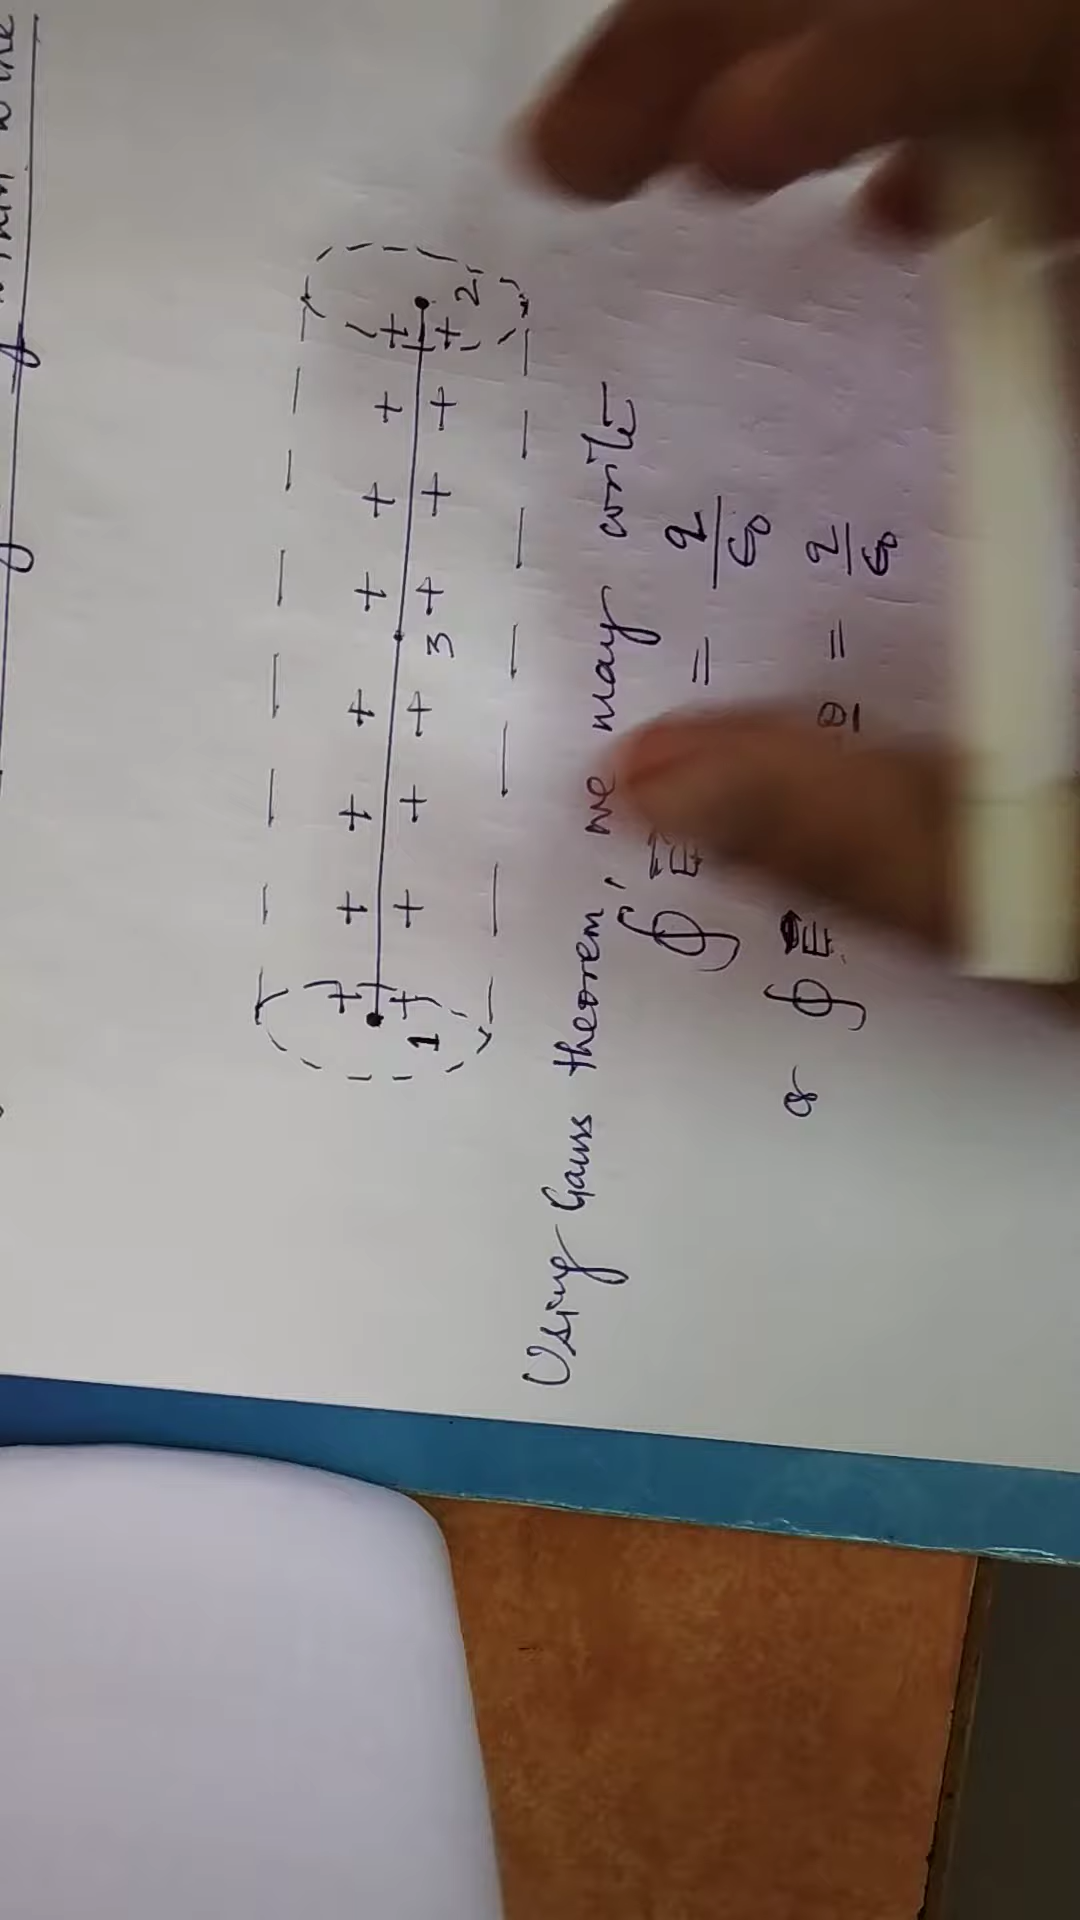 + + + + + + + +
1 3 2
+ + + + + + + +
Using Gauss theorem, we may write
∮ E⃗ = q/ε₀
or ∮ E = q/ε₀